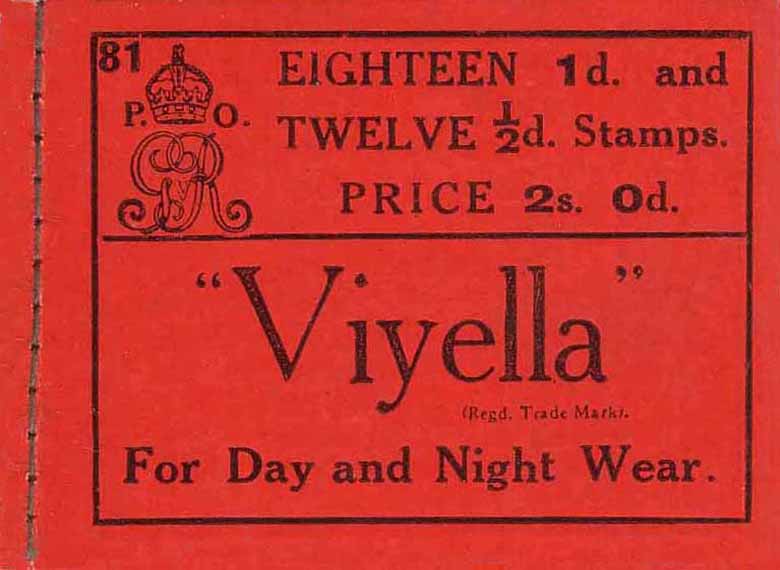 81
P. O.
GRV
EIGHTEEN 1d. and
TWELVE ½d. Stamps.
PRICE 2s. 0d.
"Viyella"
(Regd. Trade Mark).
For Day and Night Wear.